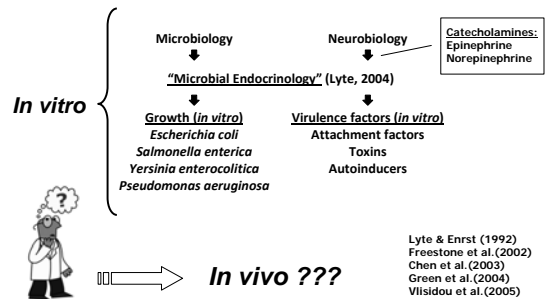 Microbiology
Neurobiology
Catecholamines:
Epinephrine
Norepinephrine
“Microbial Endocrinology” (Lyte, 2004)
In vitro
Growth (in vitro)
Escherichia coli
Salmonella enterica
Yersinia enterocolitica
Pseudomonas aeruginosa
Virulence factors (in vitro)
Attachment factors
Toxins
Autoinducers
?
In vivo ???
Lyte & Enrst (1992)
Freestone et al.(2002)
Chen et al.(2003)
Green et al.(2004)
Vlisidou et al.(2005)